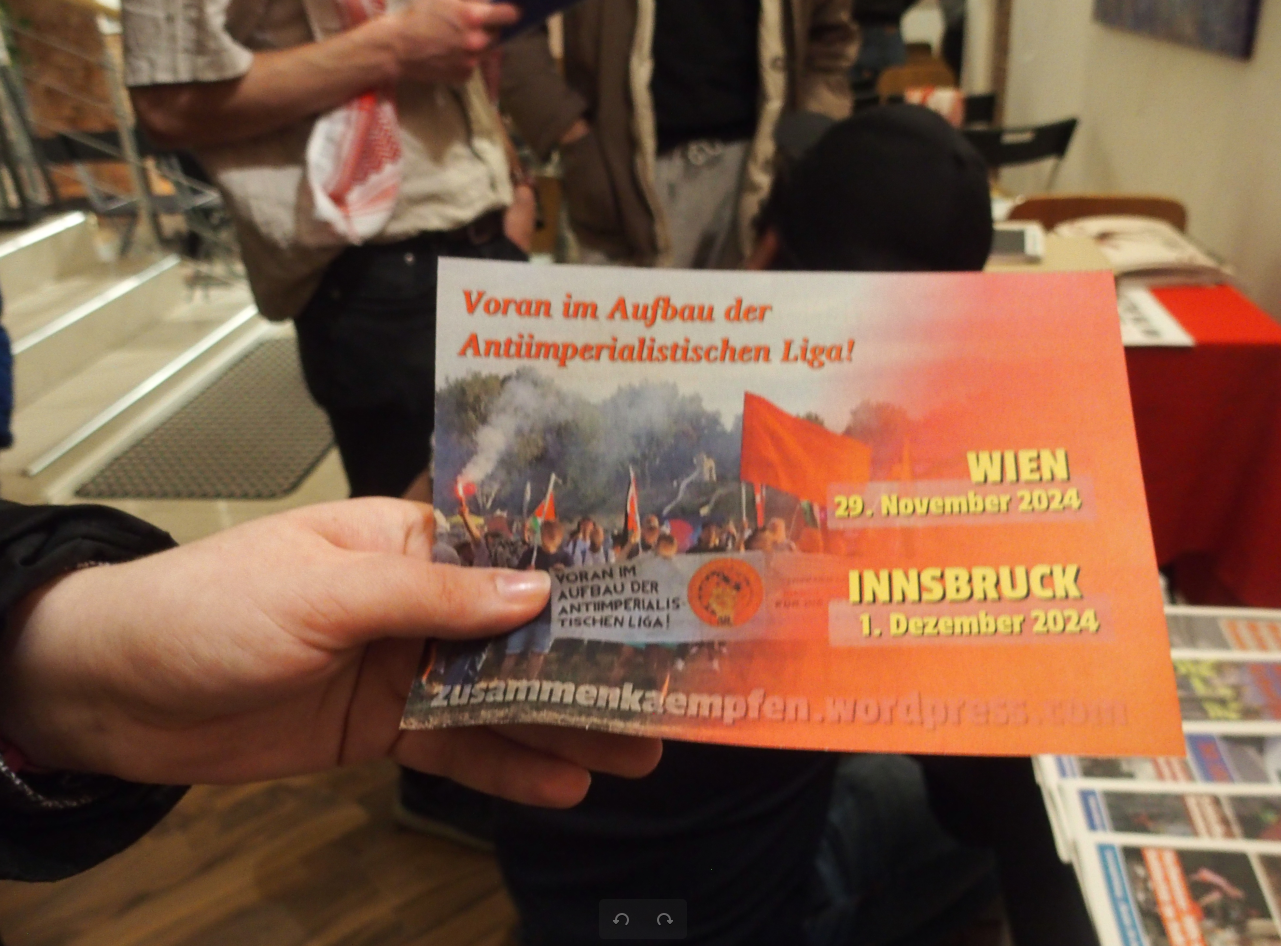 Voran im Aufbau der
Antiimperialistischen Liga!
WIEN
29. November 2024
INNSBRUCK
1. Dezember 2024
VORAN IM
AUFBAU DER
ANTIIMPERIALIS-
TISCHEN LIGA!
zusammenkaempfen.wordpress.com